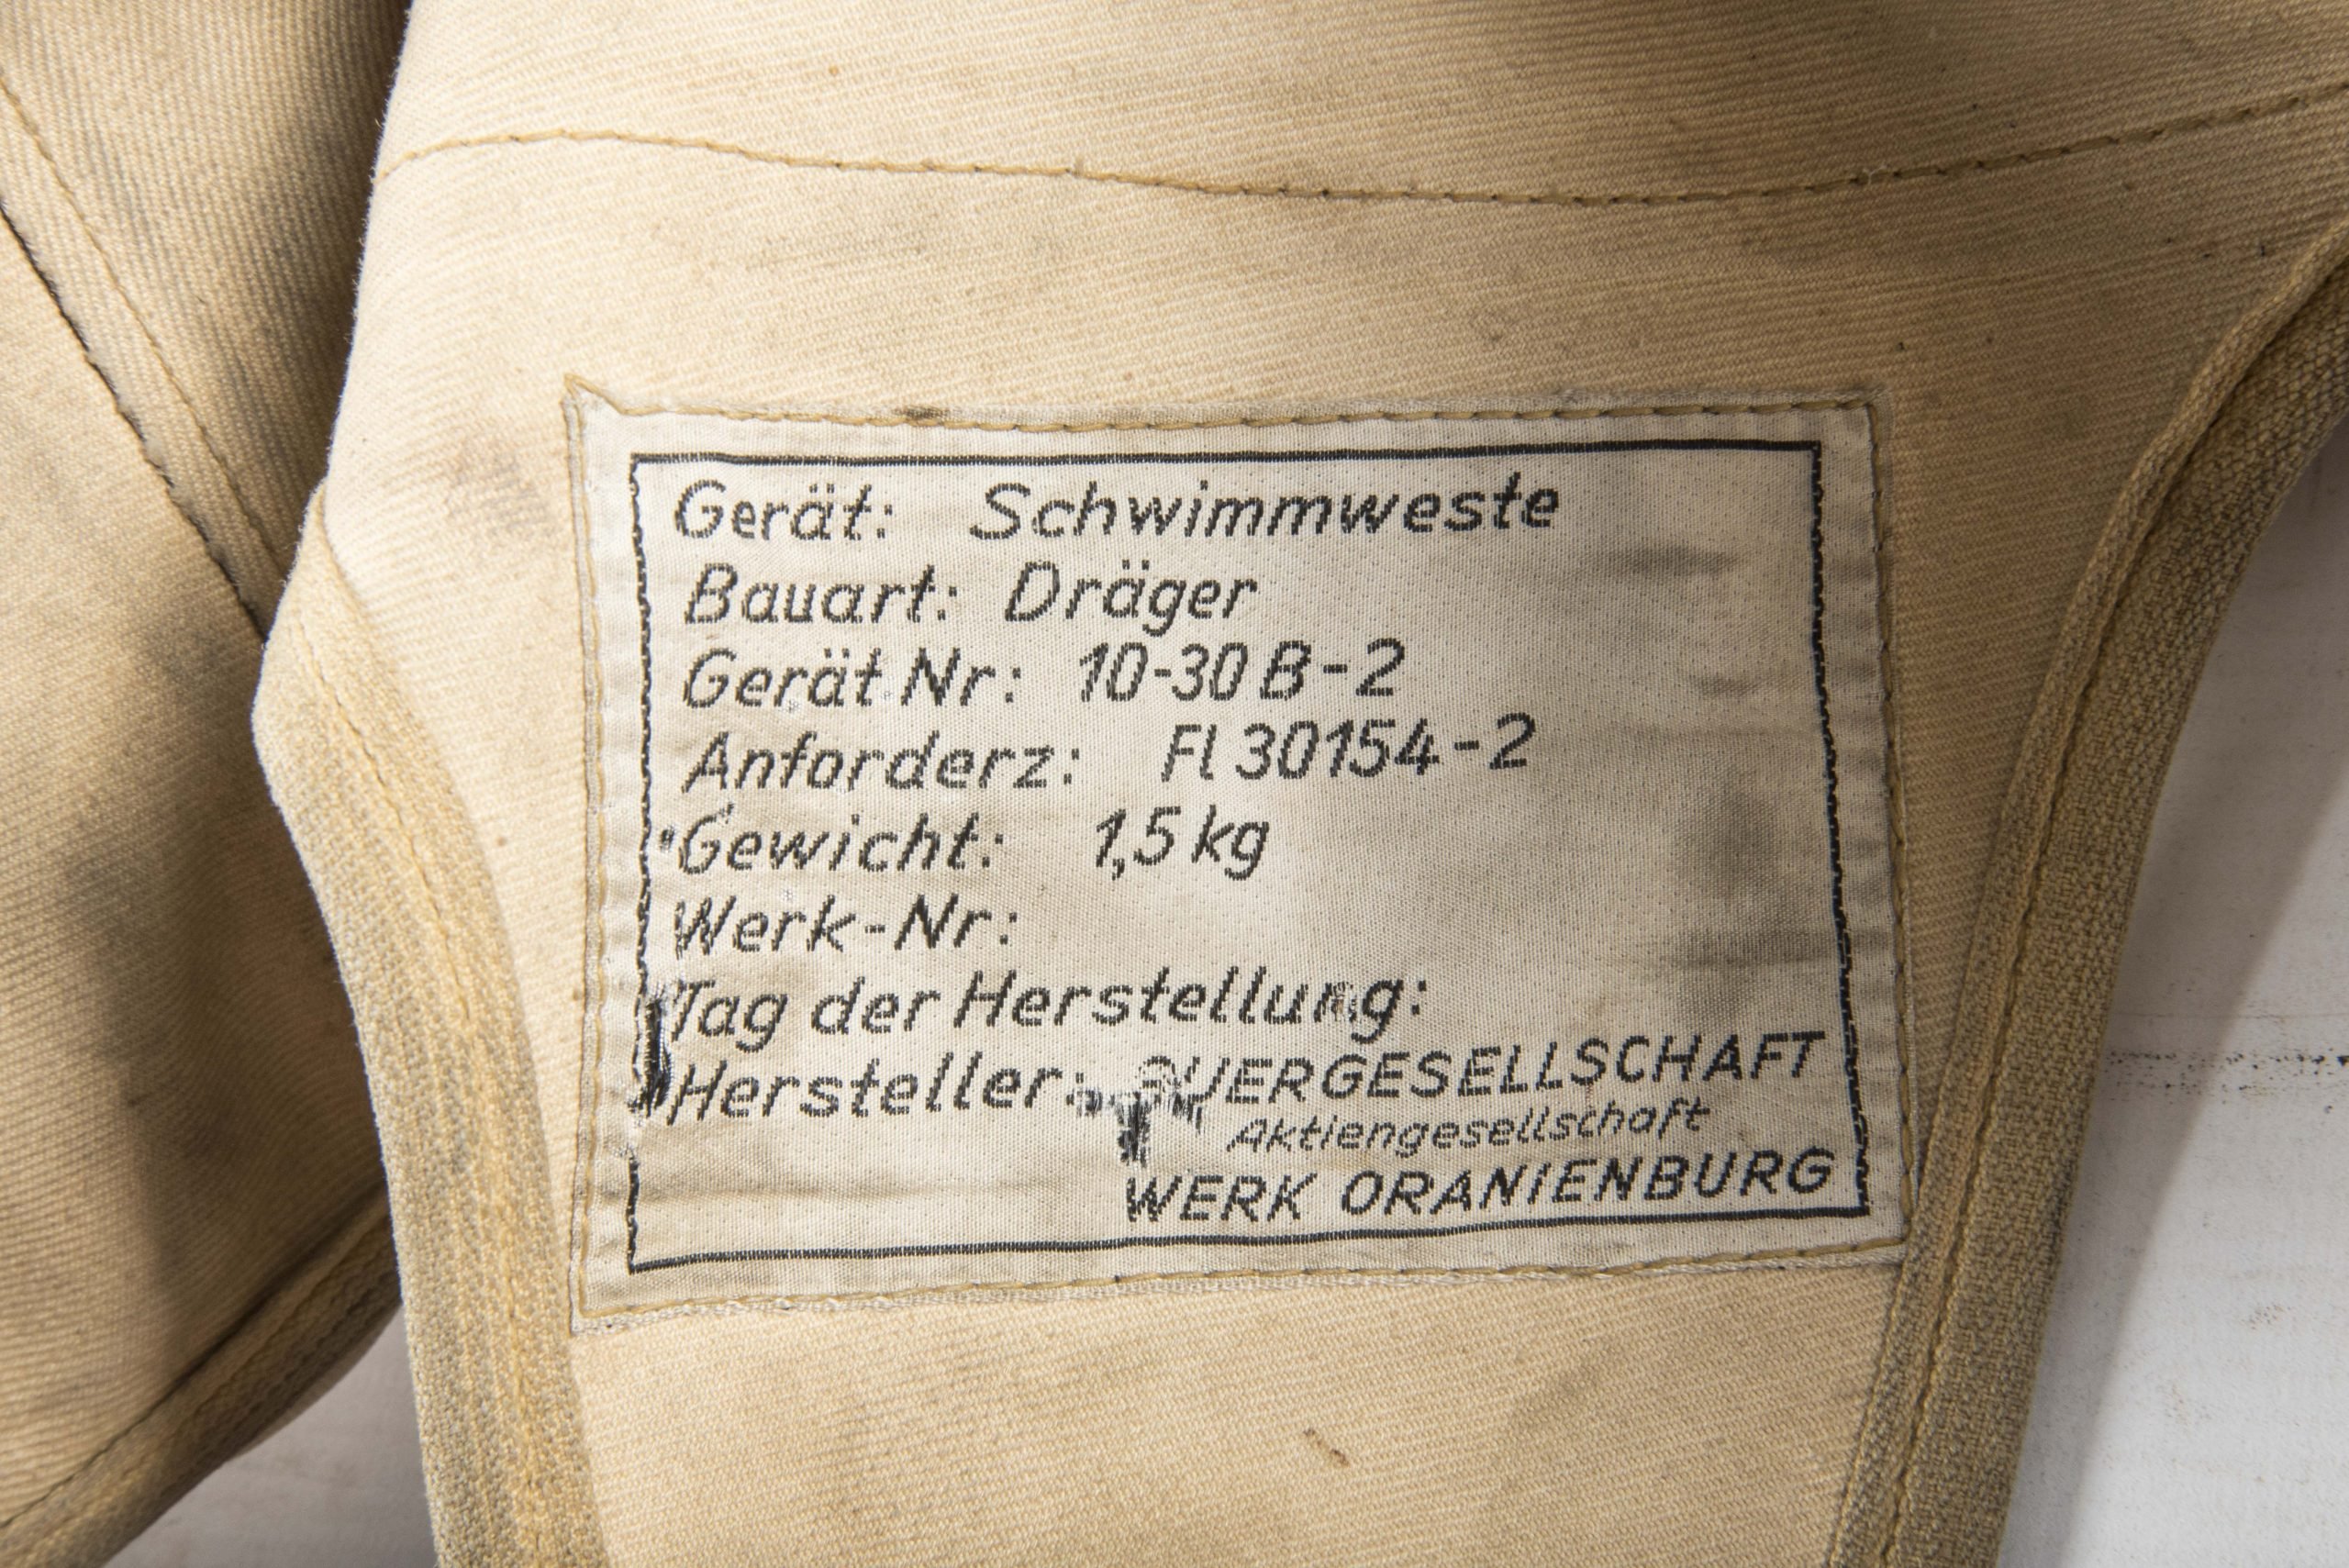 Gerät: Schwimmweste
Bauart: Dräger
Gerät Nr: 10-30 B-2
Anforderz: Fl 30154-2
Gewicht: 1,5 kg
Werk-Nr:
Tag der Herstellung:
Hersteller: AUERGESELLSCHAFT
Aktiengesellschaft
WERK ORANIENBURG